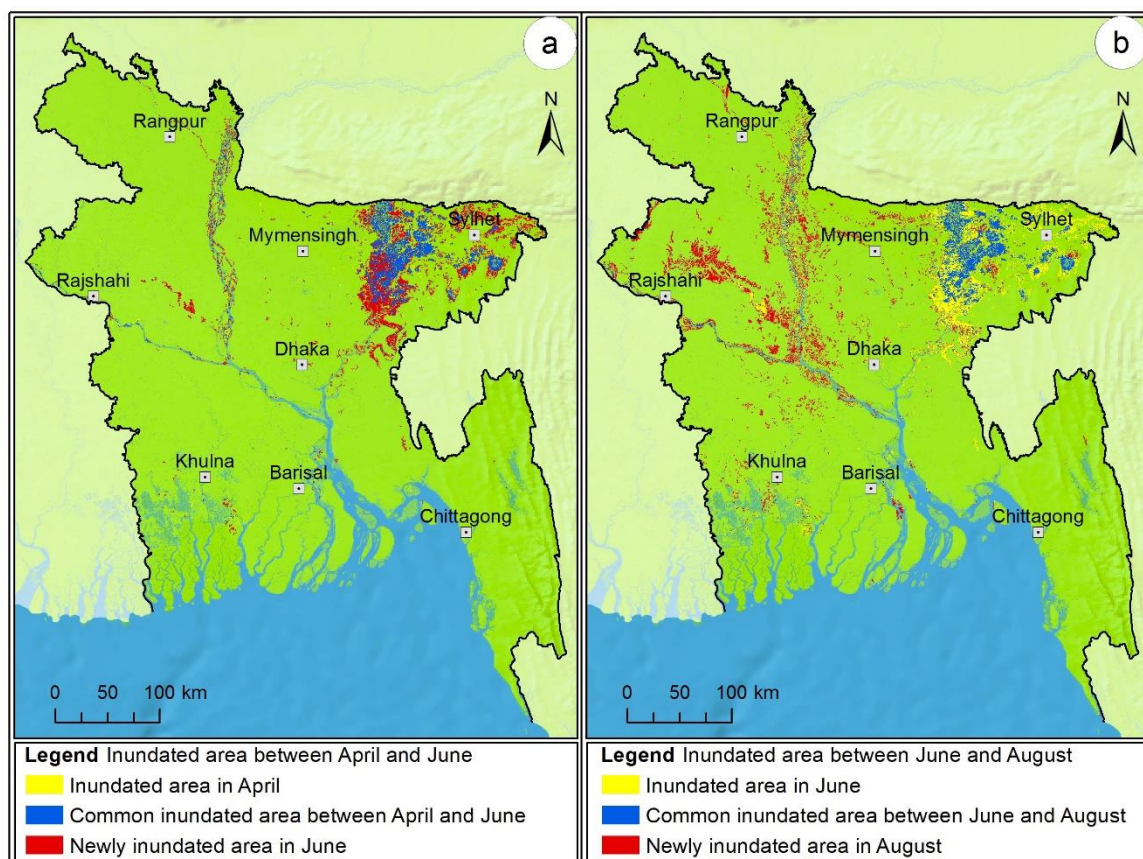 a
N
Rangpur
Sylhet
Mymensingh
Rajshahi
Dhaka
Khulna
Barisal
Chittagong
0 50 100 km
Legend Inundated area between April and June
Inundated area in April
Common inundated area between April and June
Newly inundated area in June
b
N
Rangpur
Sylhet
Mymensingh
Rajshahi
Dhaka
Khulna
Barisal
Chittagong
0 50 100 km
Legend Inundated area between June and August
Inundated area in June
Common inundated area between June and August
Newly inundated area in August